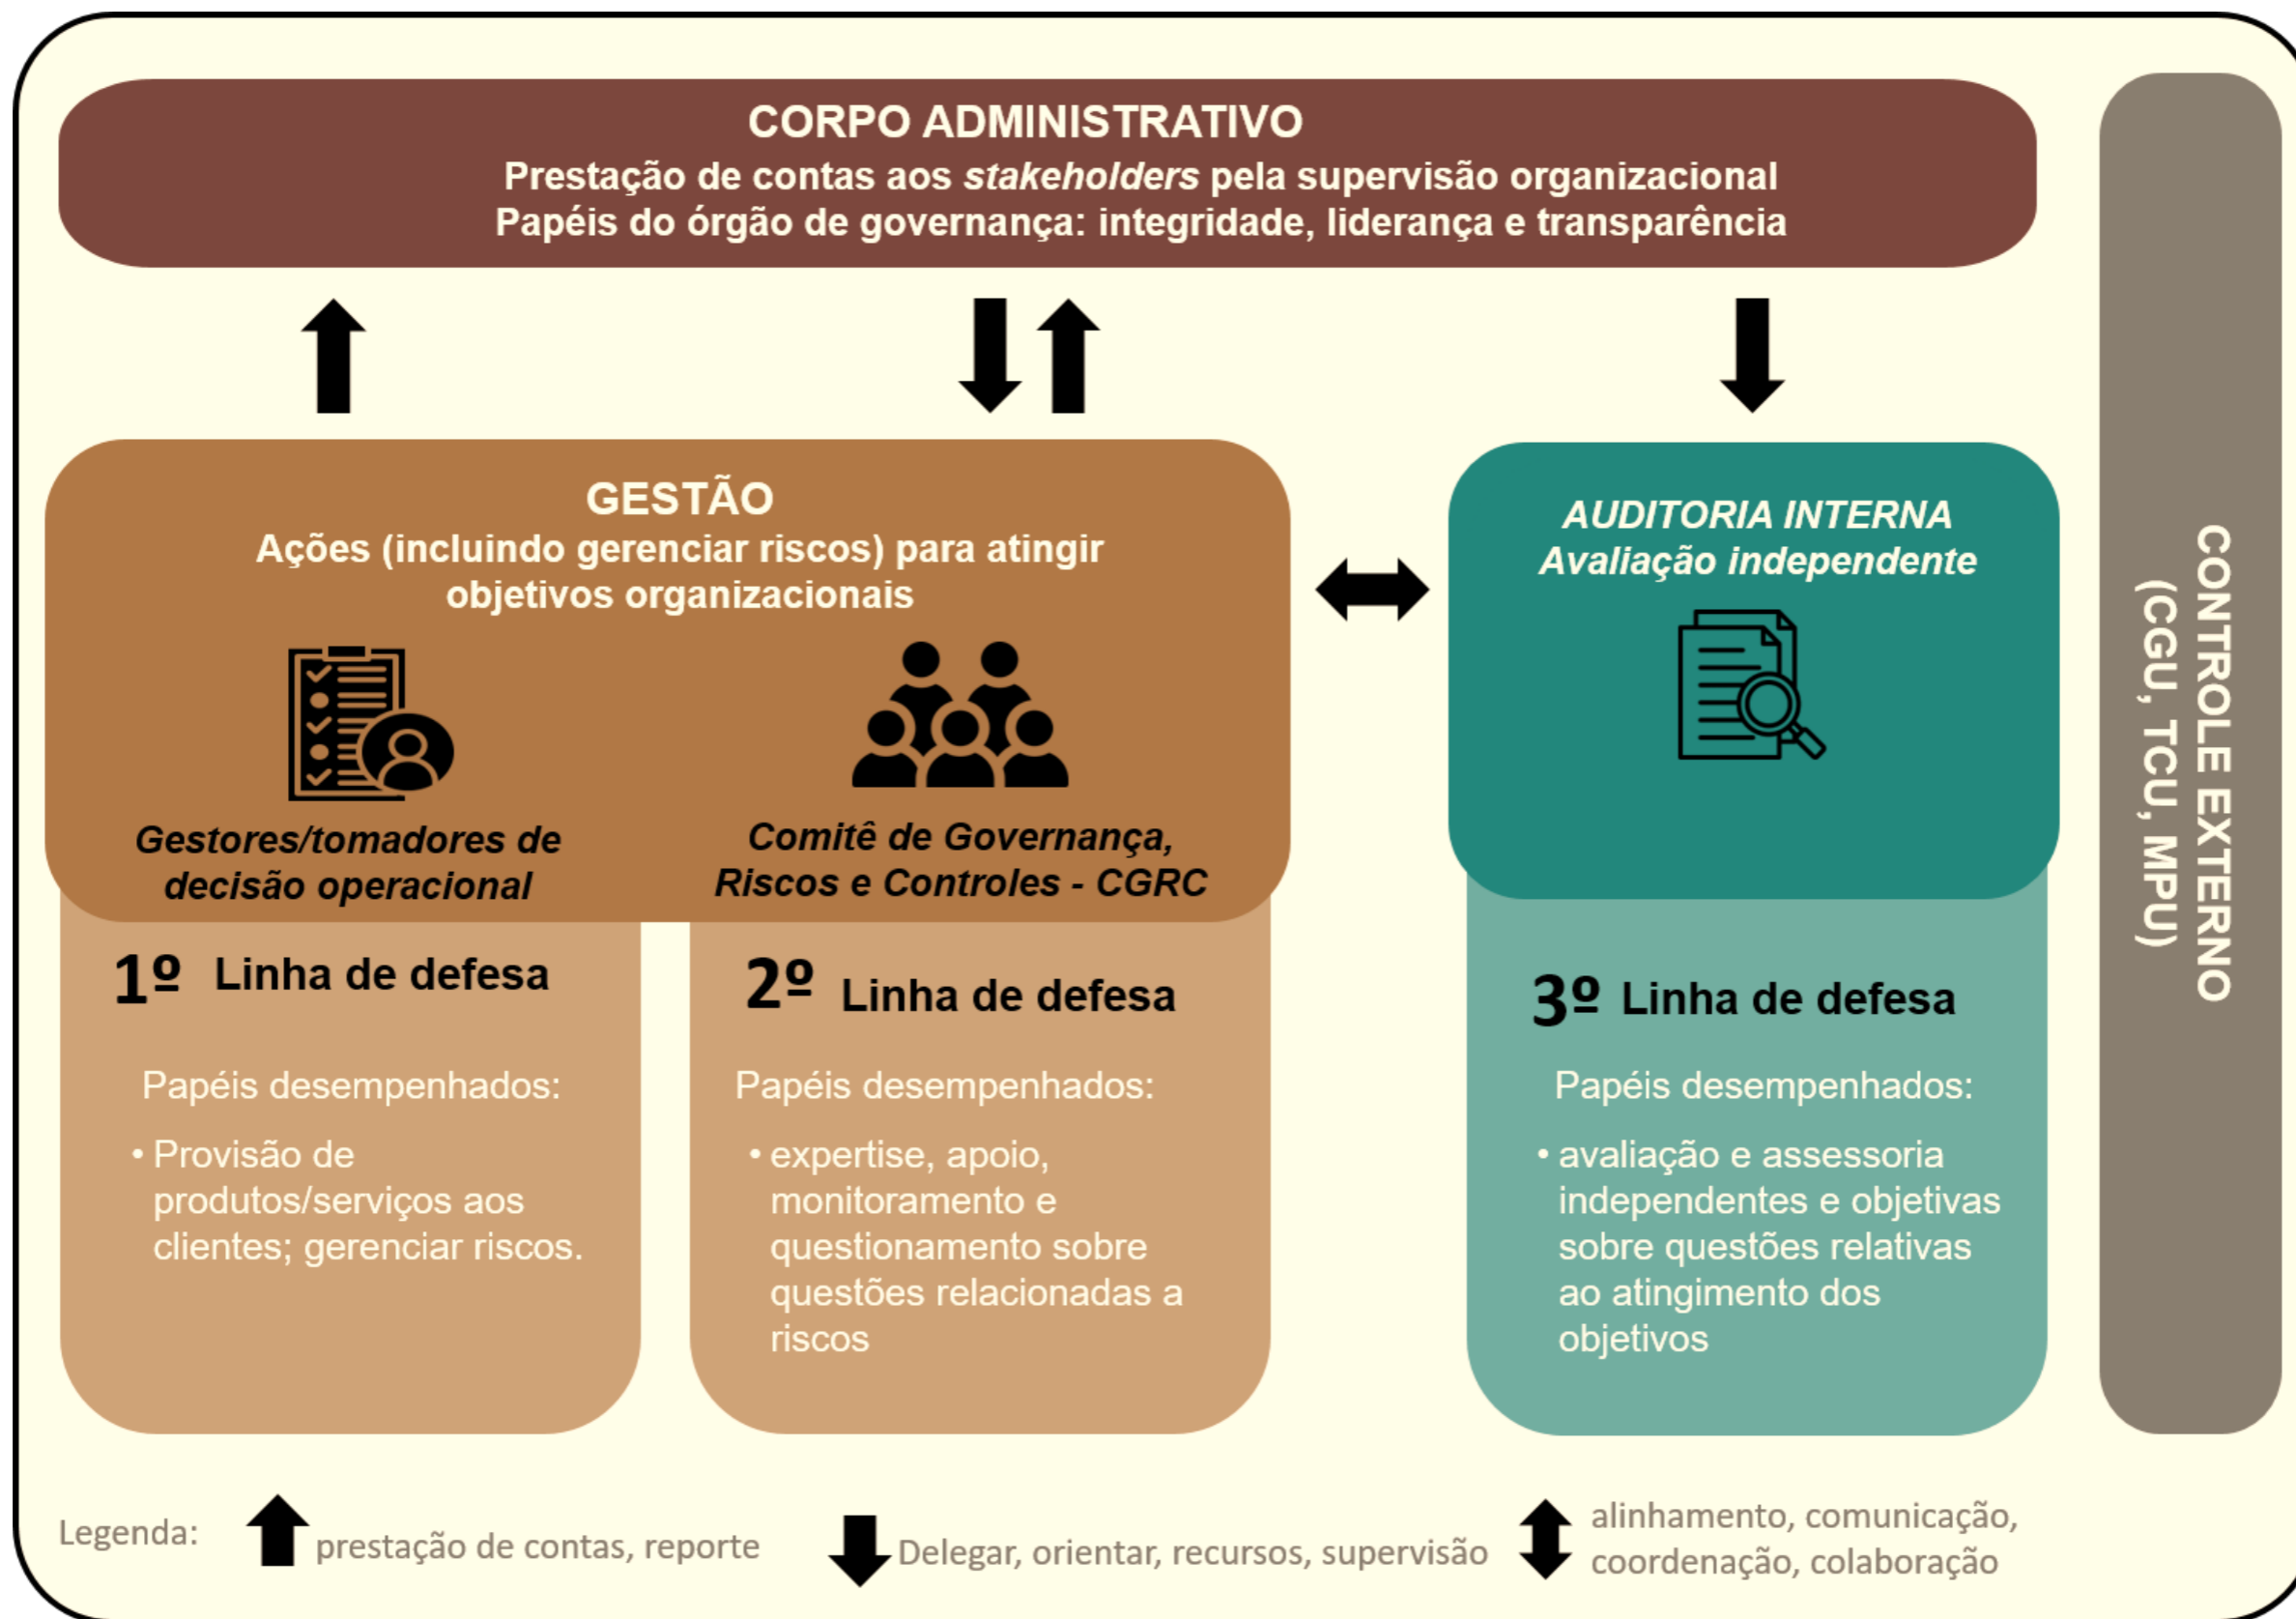 CORPO ADMINISTRATIVO
Prestação de contas aos stakeholders pela supervisão organizacional
Papéis do órgão de governança: integridade, liderança e transparência
GESTÃO
Ações (incluindo gerenciar riscos) para atingir
objetivos organizacionais
Gestores/tomadores de
decisão operacional
Comitê de Governança,
Riscos e Controles - CGRC
AUDITORIA INTERNA
Avaliação independente
1º Linha de defesa
Papéis desempenhados:
• Provisão de
produtos/serviços aos
clientes; gerenciar riscos.
2º Linha de defesa
Papéis desempenhados:
• expertise, apoio,
monitoramento e
questionamento sobre
questões relacionadas a
riscos
3º Linha de defesa
Papéis desempenhados:
• avaliação e assessoria
independentes e objetivas
sobre questões relativas
ao atingimento dos
objetivos
CONTROLE EXTERNO
(CGU, TCU, MPU)
Legenda:
prestação de contas, reporte
Delegar, orientar, recursos, supervisão
alinhamento, comunicação,
coordenação, colaboração